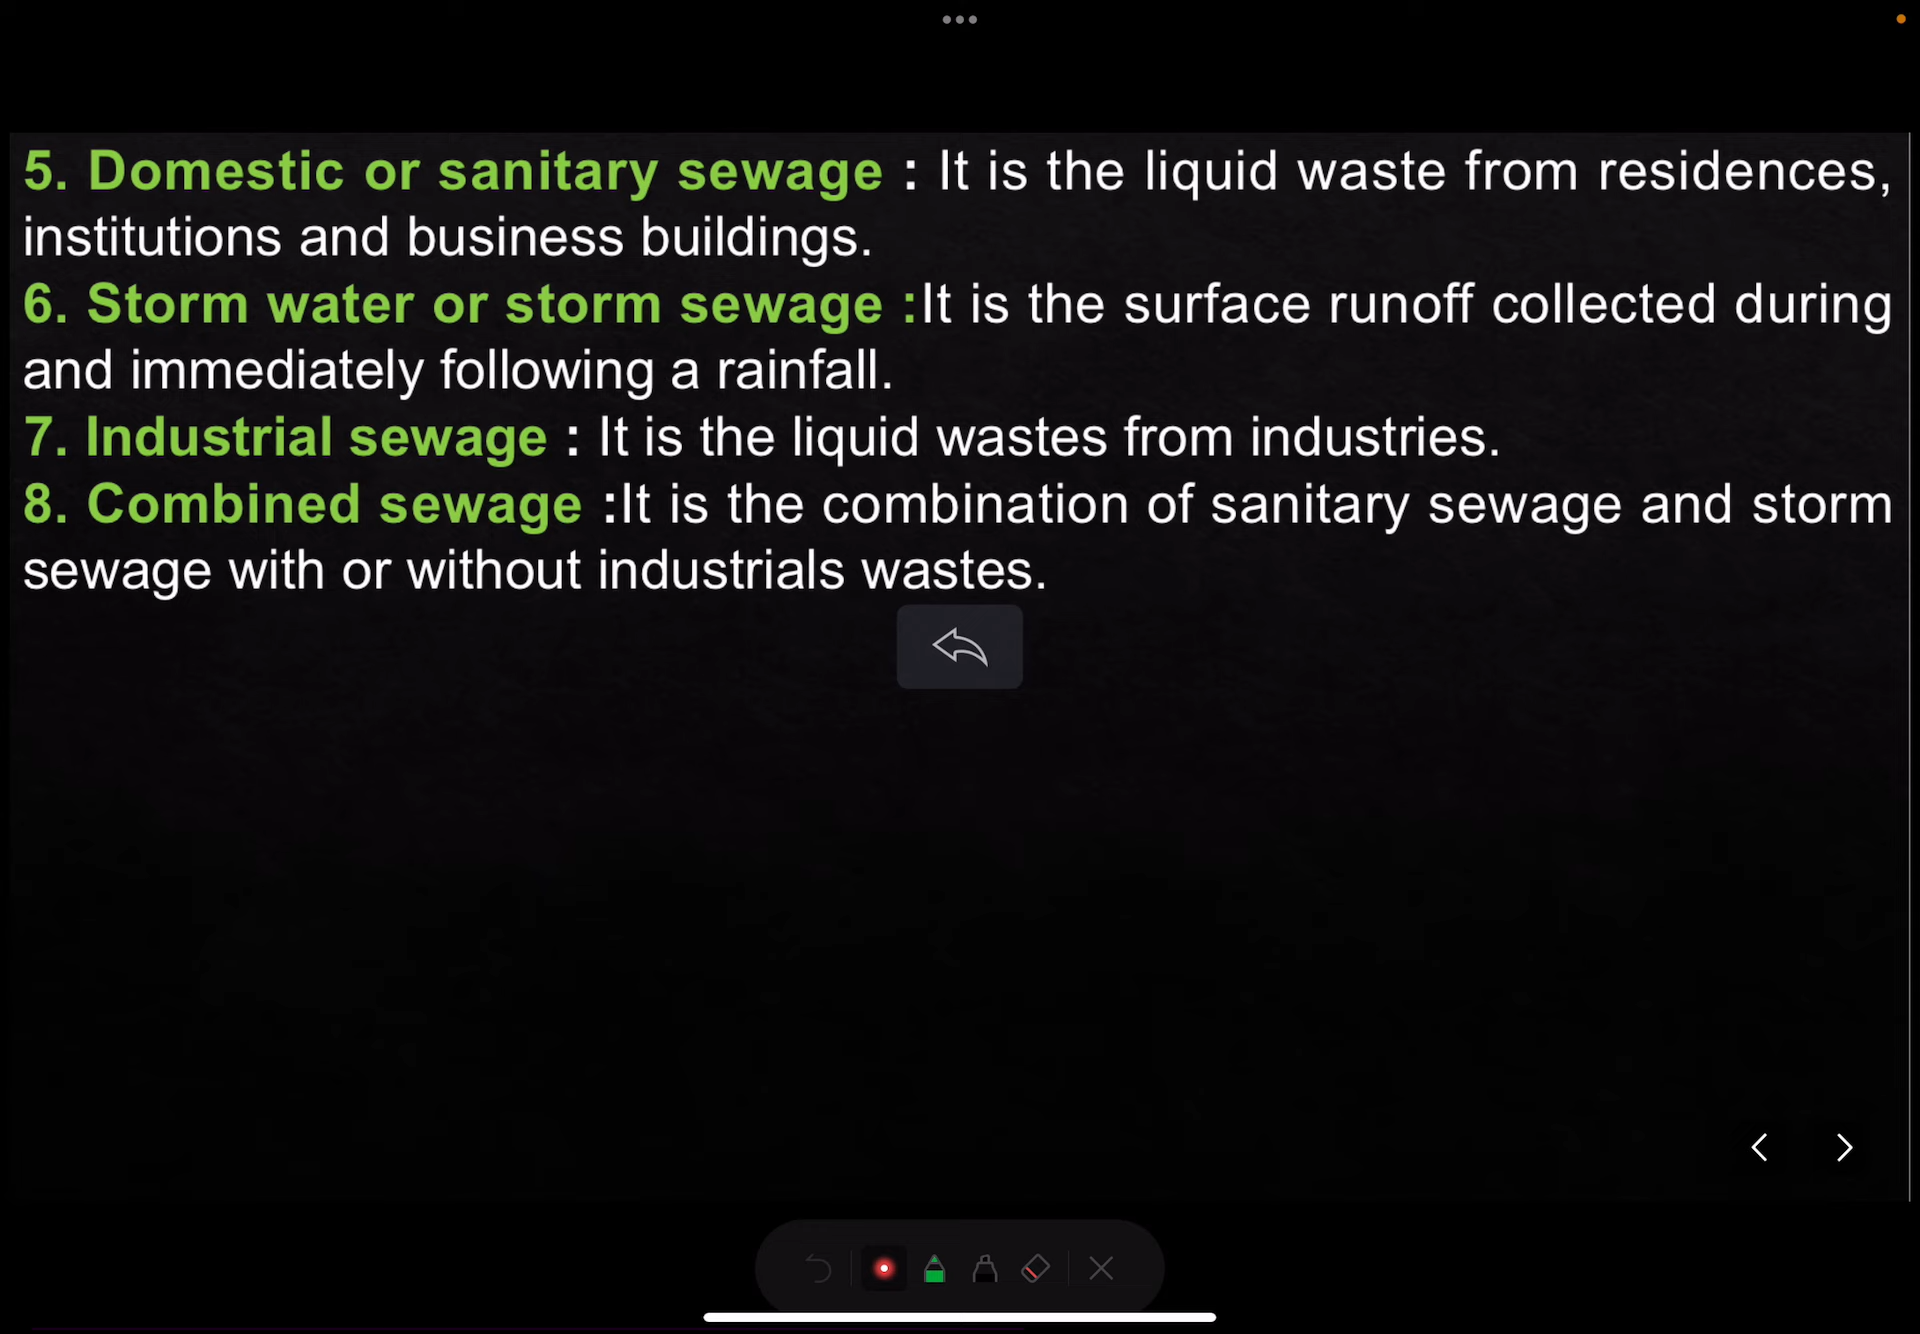 5. Domestic or sanitary sewage : It is the liquid waste from residences,
institutions and business buildings.
6. Storm water or storm sewage :It is the surface runoff collected during
and immediately following a rainfall.
7. Industrial sewage : It is the liquid wastes from industries.
8. Combined sewage :It is the combination of sanitary sewage and storm
sewage with or without industrials wastes.